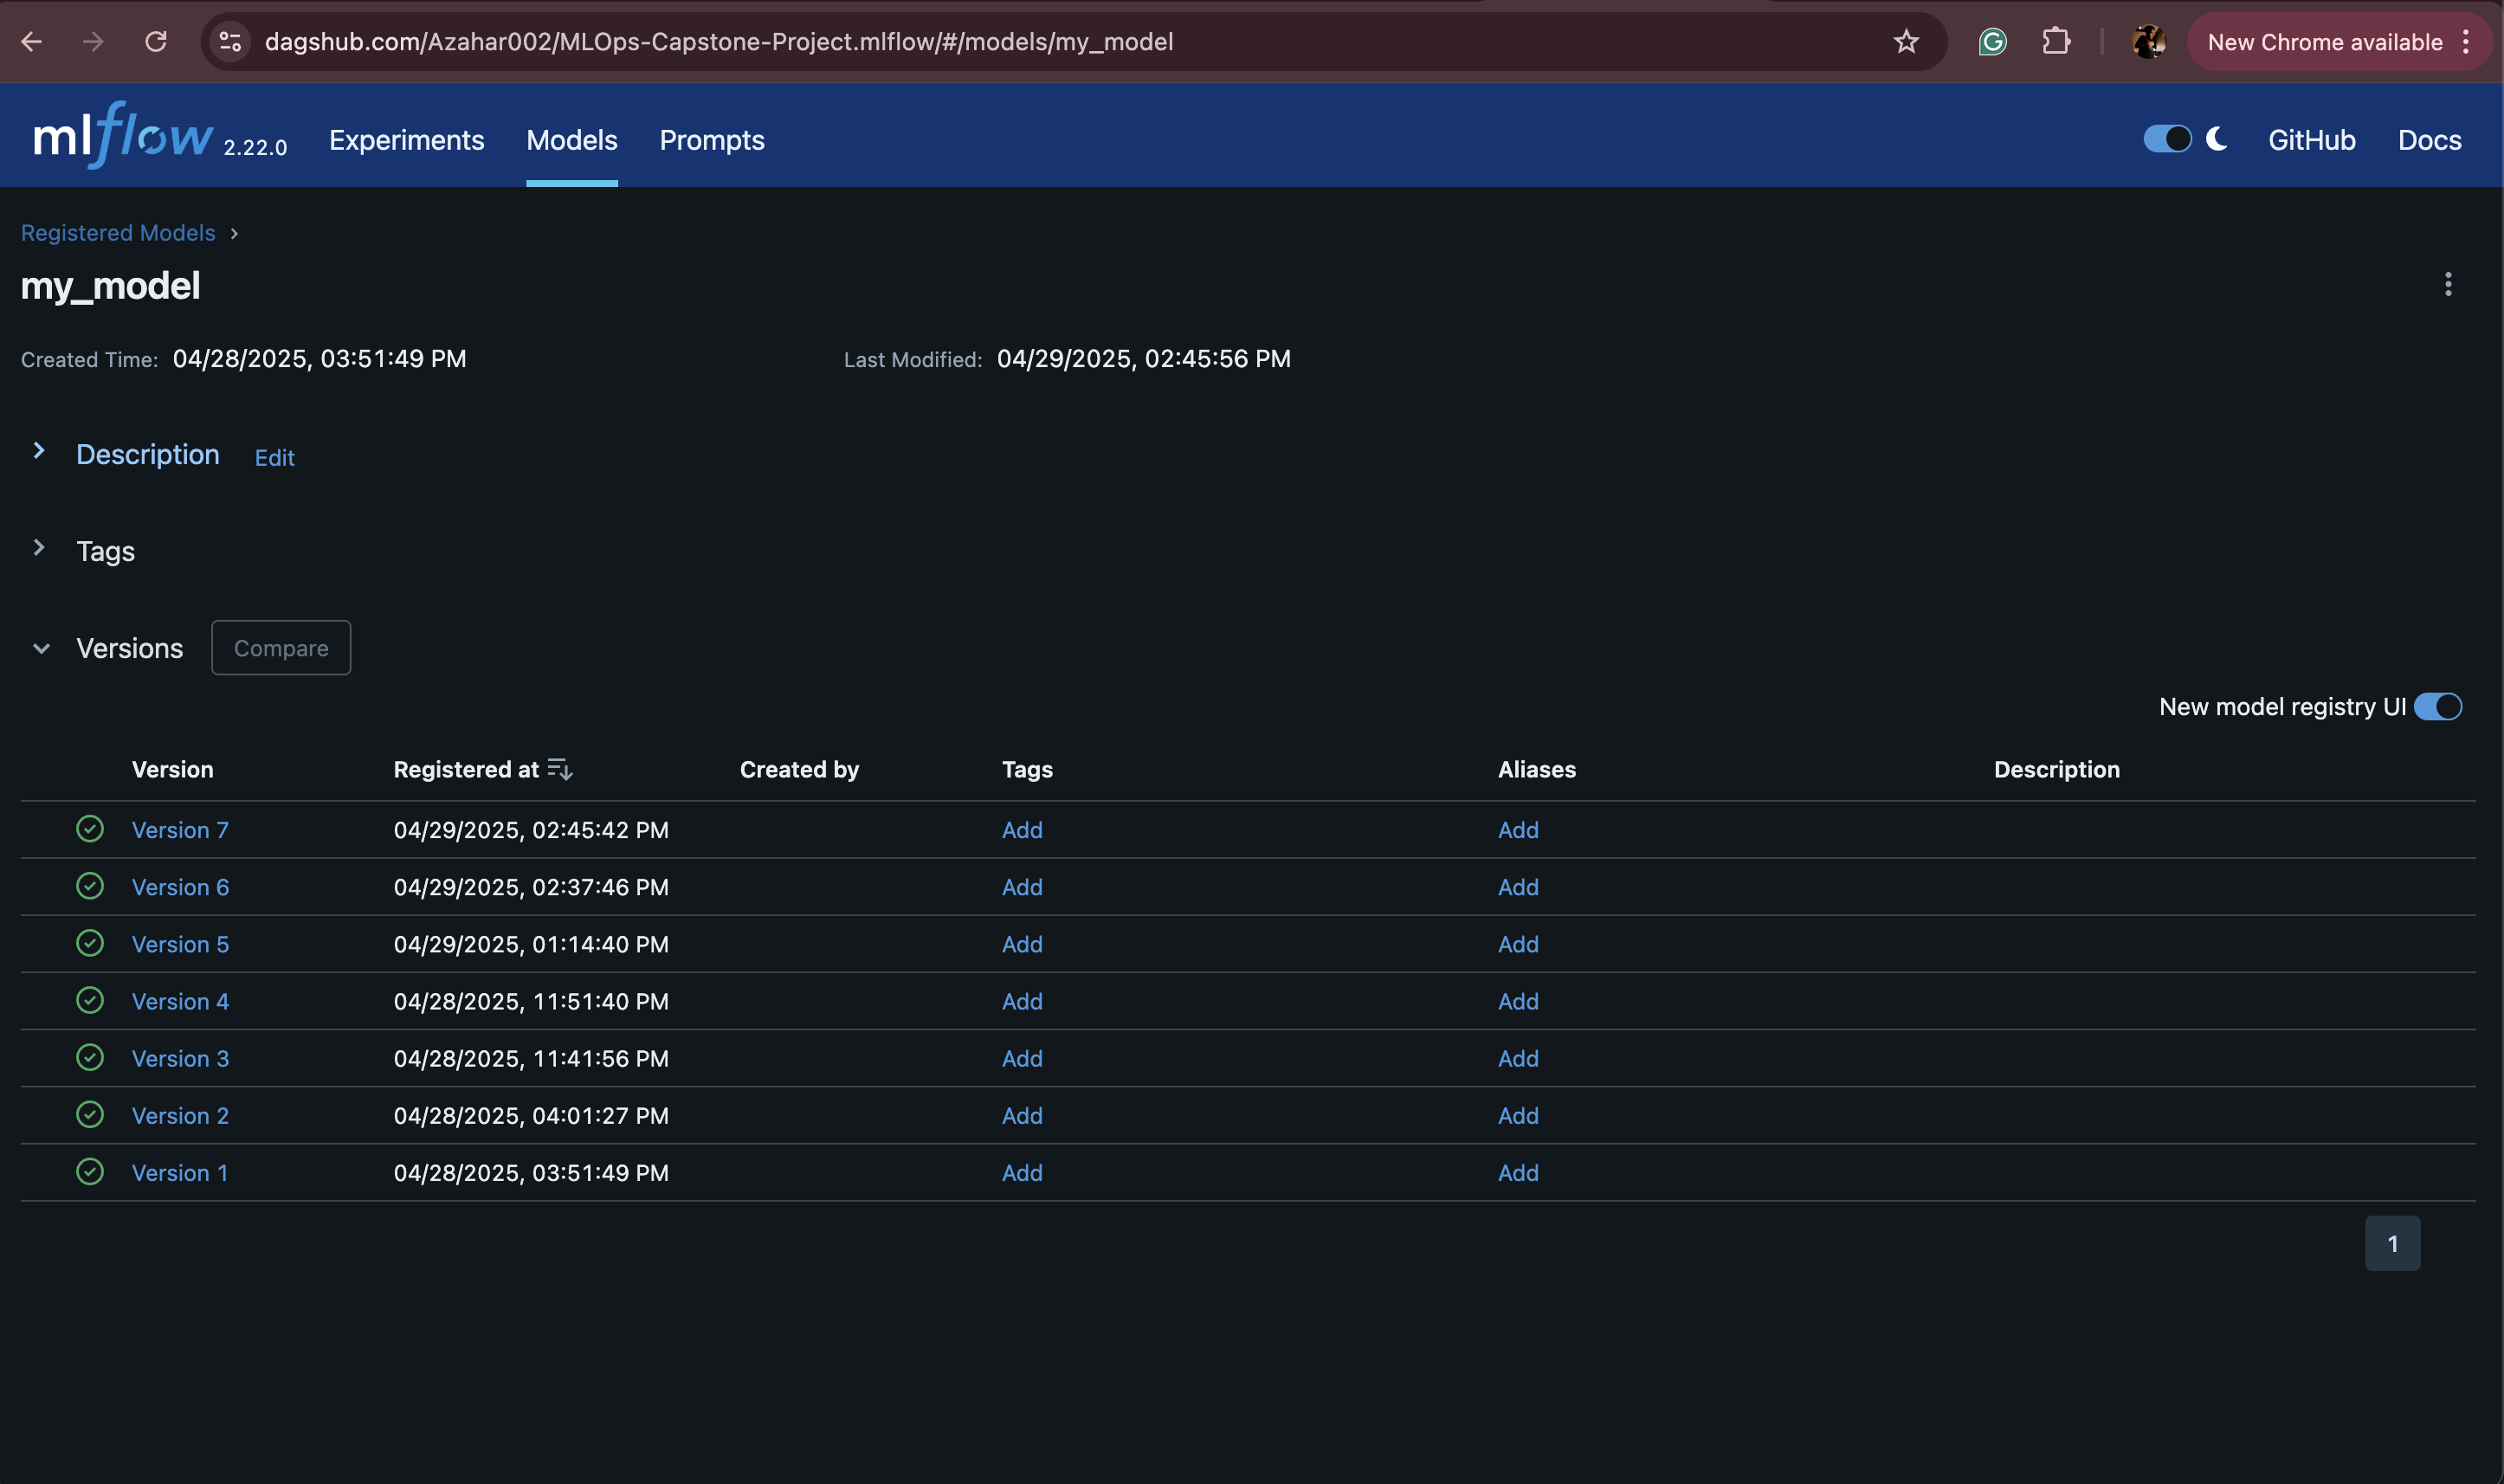 dagshub.com/Azahar002/MLOps-Capstone-Project.mlflow/#/models/my_model New Chrome available
mlflow 2.22.0 Experiments Models Prompts GitHub Docs
Registered Models
my_model
Created Time: 04/28/2025, 03:51:49 PM Last Modified: 04/29/2025, 02:45:56 PM
Description Edit
Tags
Versions Compare
New model registry UI
Version Registered at Created by Tags Aliases Description
Version 7 04/29/2025, 02:45:42 PM Add Add
Version 6 04/29/2025, 02:37:46 PM Add Add
Version 5 04/29/2025, 01:14:40 PM Add Add
Version 4 04/28/2025, 11:51:40 PM Add Add
Version 3 04/28/2025, 11:41:56 PM Add Add
Version 2 04/28/2025, 04:01:27 PM Add Add
Version 1 04/28/2025, 03:51:49 PM Add Add
1